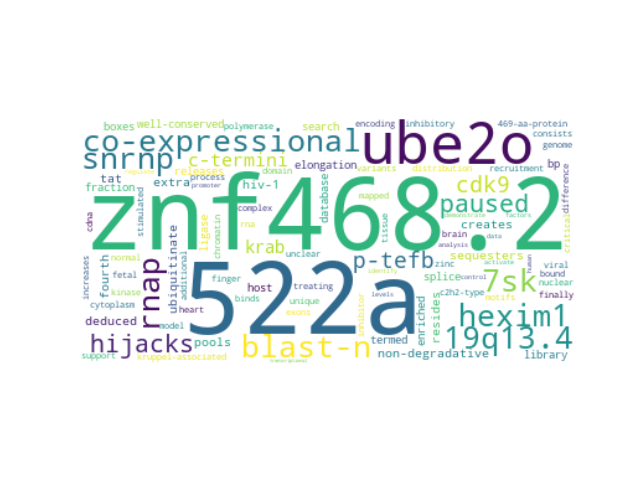 boxes well-conserved polymerase search encoding inhibitory 469-aa-protein
co-expressional ube2o consists genome
snrnp c-termini elongation variants distribution recruitment bp
tat regulator releases domain
fraction extra process promoter hiv-1 database mapped cdk9 difference
znf468.2
paused
creates
cdna stimulated rnap ubiquitinate ligase additional chromatin complex rna krab unclear tissue p-tefb brain demonstrate factors data analysis sequesters viral critical
fourth normal
increases fetal finger host splice 7sk zinc bound human nuclear
kinase
cytoplasm heart binds unique treating inhibitor identify control c2h2-type motifs finally
522a
deduced model exons levels enriched resides hexim1
activate
hijacks pools blast-n termed 19q13.4
support kruppel-associated non-degradative library
transcriptional